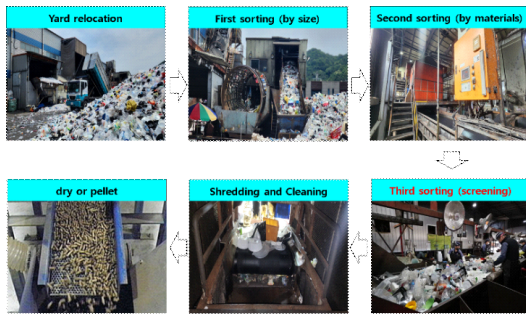 Yard relocation
First sorting (by size)
Second sorting (by materials)
Third sorting (screening)
Shredding and Cleaning
dry or pellet